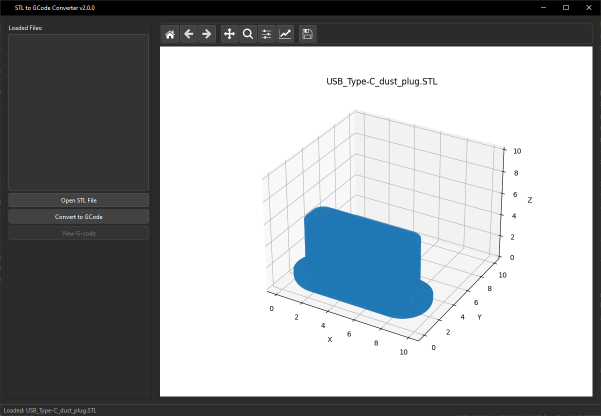 STL to GCode Converter v2.0.0
Loaded Files:
Open STL File
Convert to GCode
View G-code
USB_Type-C_dust_plug.STL
10
8
6
4
2
0
Z
10
8
6
4
2
0
Y
0
2
4
6
8
10
X
Loaded: USB_Type-C_dust_plug.STL